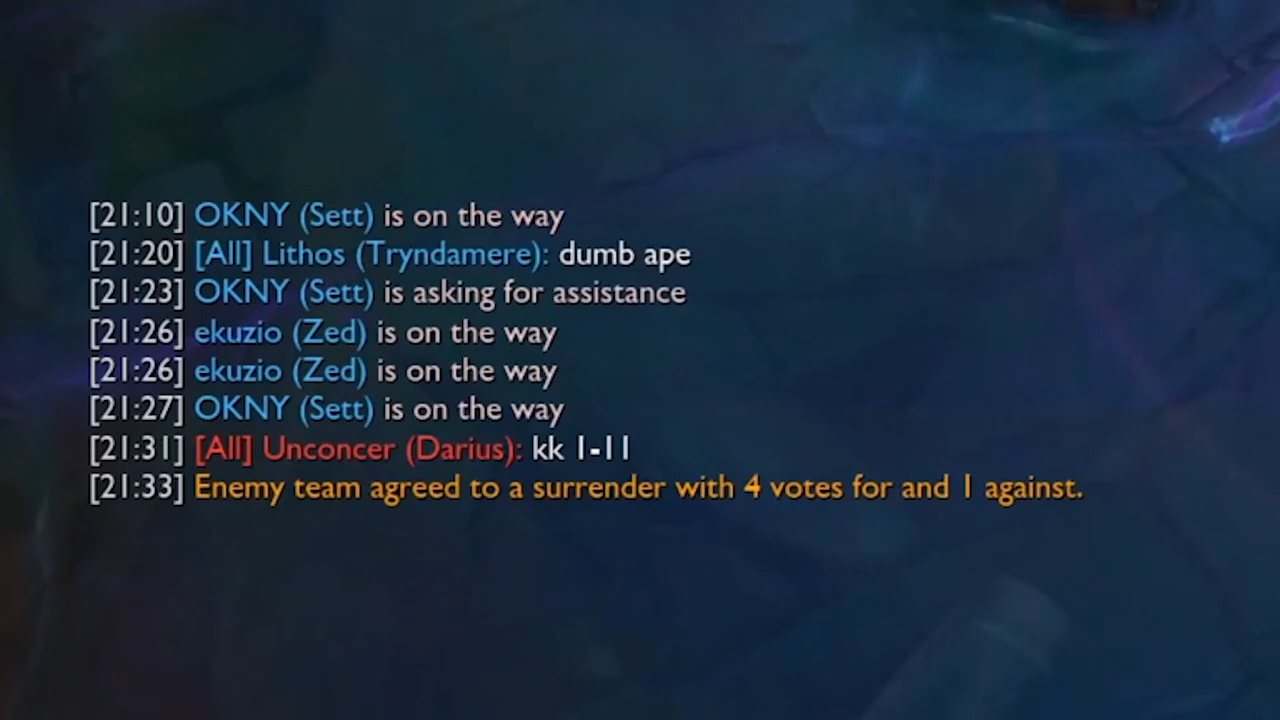 [21:10] OKNY (Sett) is on the way
[21:20] [All] Lithos (Tryndamere): dumb ape
[21:23] OKNY (Sett) is asking for assistance
[21:26] ekuzio (Zed) is on the way
[21:26] ekuzio (Zed) is on the way
[21:27] OKNY (Sett) is on the way
[21:31] [All] Unconcer (Darius): kk 1-11
[21:33] Enemy team agreed to a surrender with 4 votes for and 1 against.